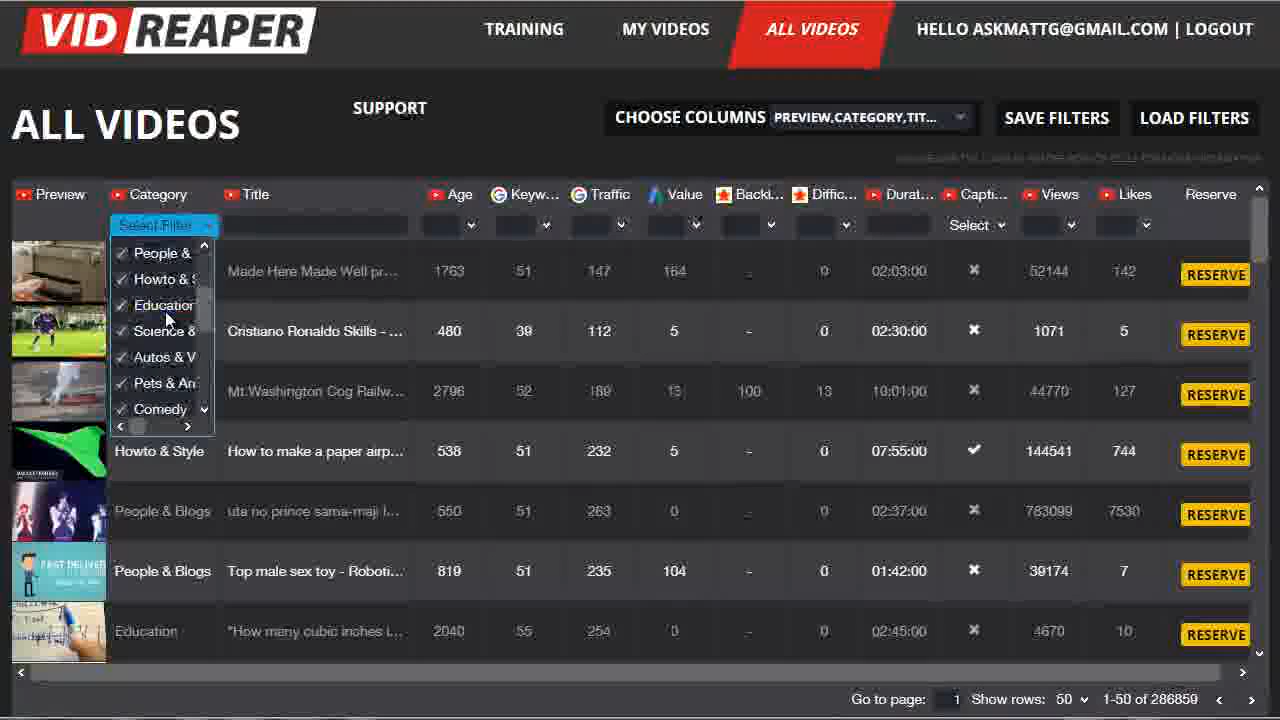 VID REAPER
TRAINING
MY VIDEOS
ALL VIDEOS
HELLO ASKMATTG@GMAIL.COM | LOGOUT
ALL VIDEOS
SUPPORT
CHOOSE COLUMNS PREVIEW,CATEGORY,TIT...
SAVE FILTERS
LOAD FILTERS
Preview Category Title Age Keyw... Traffic Value Backl... Diffic... Durat... Capti... Views Likes Reserve
Select Filter Select
People &
Howto & S
Education
Science &
Autos & V
Pets & An
Comedy
Made Here Made Well pr... 1763 51 147 164 - 0 02:03:00 52144 142 RESERVE
Cristiano Ronaldo Skills - ... 480 39 112 5 - 0 02:30:00 1071 5 RESERVE
Mt.Washington Cog Railw... 2796 52 189 13 100 13 10:01:00 44770 127 RESERVE
Howto & Style How to make a paper airp... 538 51 232 5 - 0 07:55:00 144541 744 RESERVE
People & Blogs uta no prince sama-maji l... 550 51 263 0 - 0 02:37:00 783099 7530 RESERVE
FAST DELIVER
People & Blogs Top male sex toy - Roboti... 819 51 235 104 - 0 01:42:00 39174 7 RESERVE
Education "How many cubic inches i... 2040 55 254 0 - 0 02:45:00 4670 10 RESERVE
Go to page: 1 Show rows: 50 1-50 of 286859